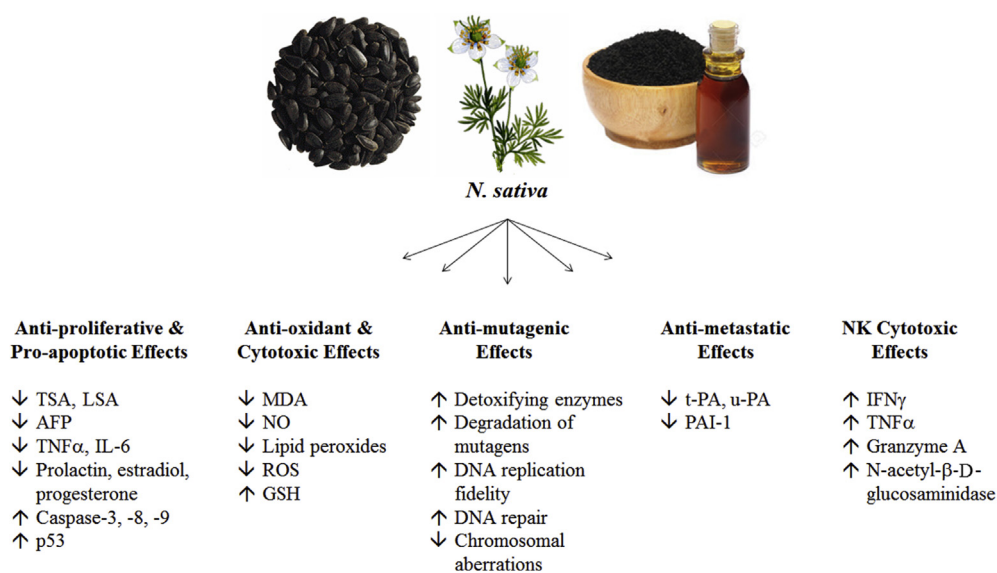 N. sativa
Anti-proliferative &
Pro-apoptotic Effects
↓ TSA, LSA
↓ AFP
↓ TNFα, IL-6
↓ Prolactin, estradiol,
progesterone
↑ Caspase-3, -8, -9
↑ p53
Anti-oxidant &
Cytotoxic Effects
↓ MDA
↓ NO
↓ Lipid peroxides
↓ ROS
↑ GSH
Anti-mutagenic
Effects
↑ Detoxifying enzymes
↑ Degradation of
mutagens
↑ DNA replication
fidelity
↑ DNA repair
↓ Chromosomal
aberrations
Anti-metastatic
Effects
↓ t-PA, u-PA
↓ PAI-1
NK Cytotoxic
Effects
↑ IFNγ
↑ TNFα
↑ Granzyme A
↑ N-acetyl-β-D-
glucosaminidase